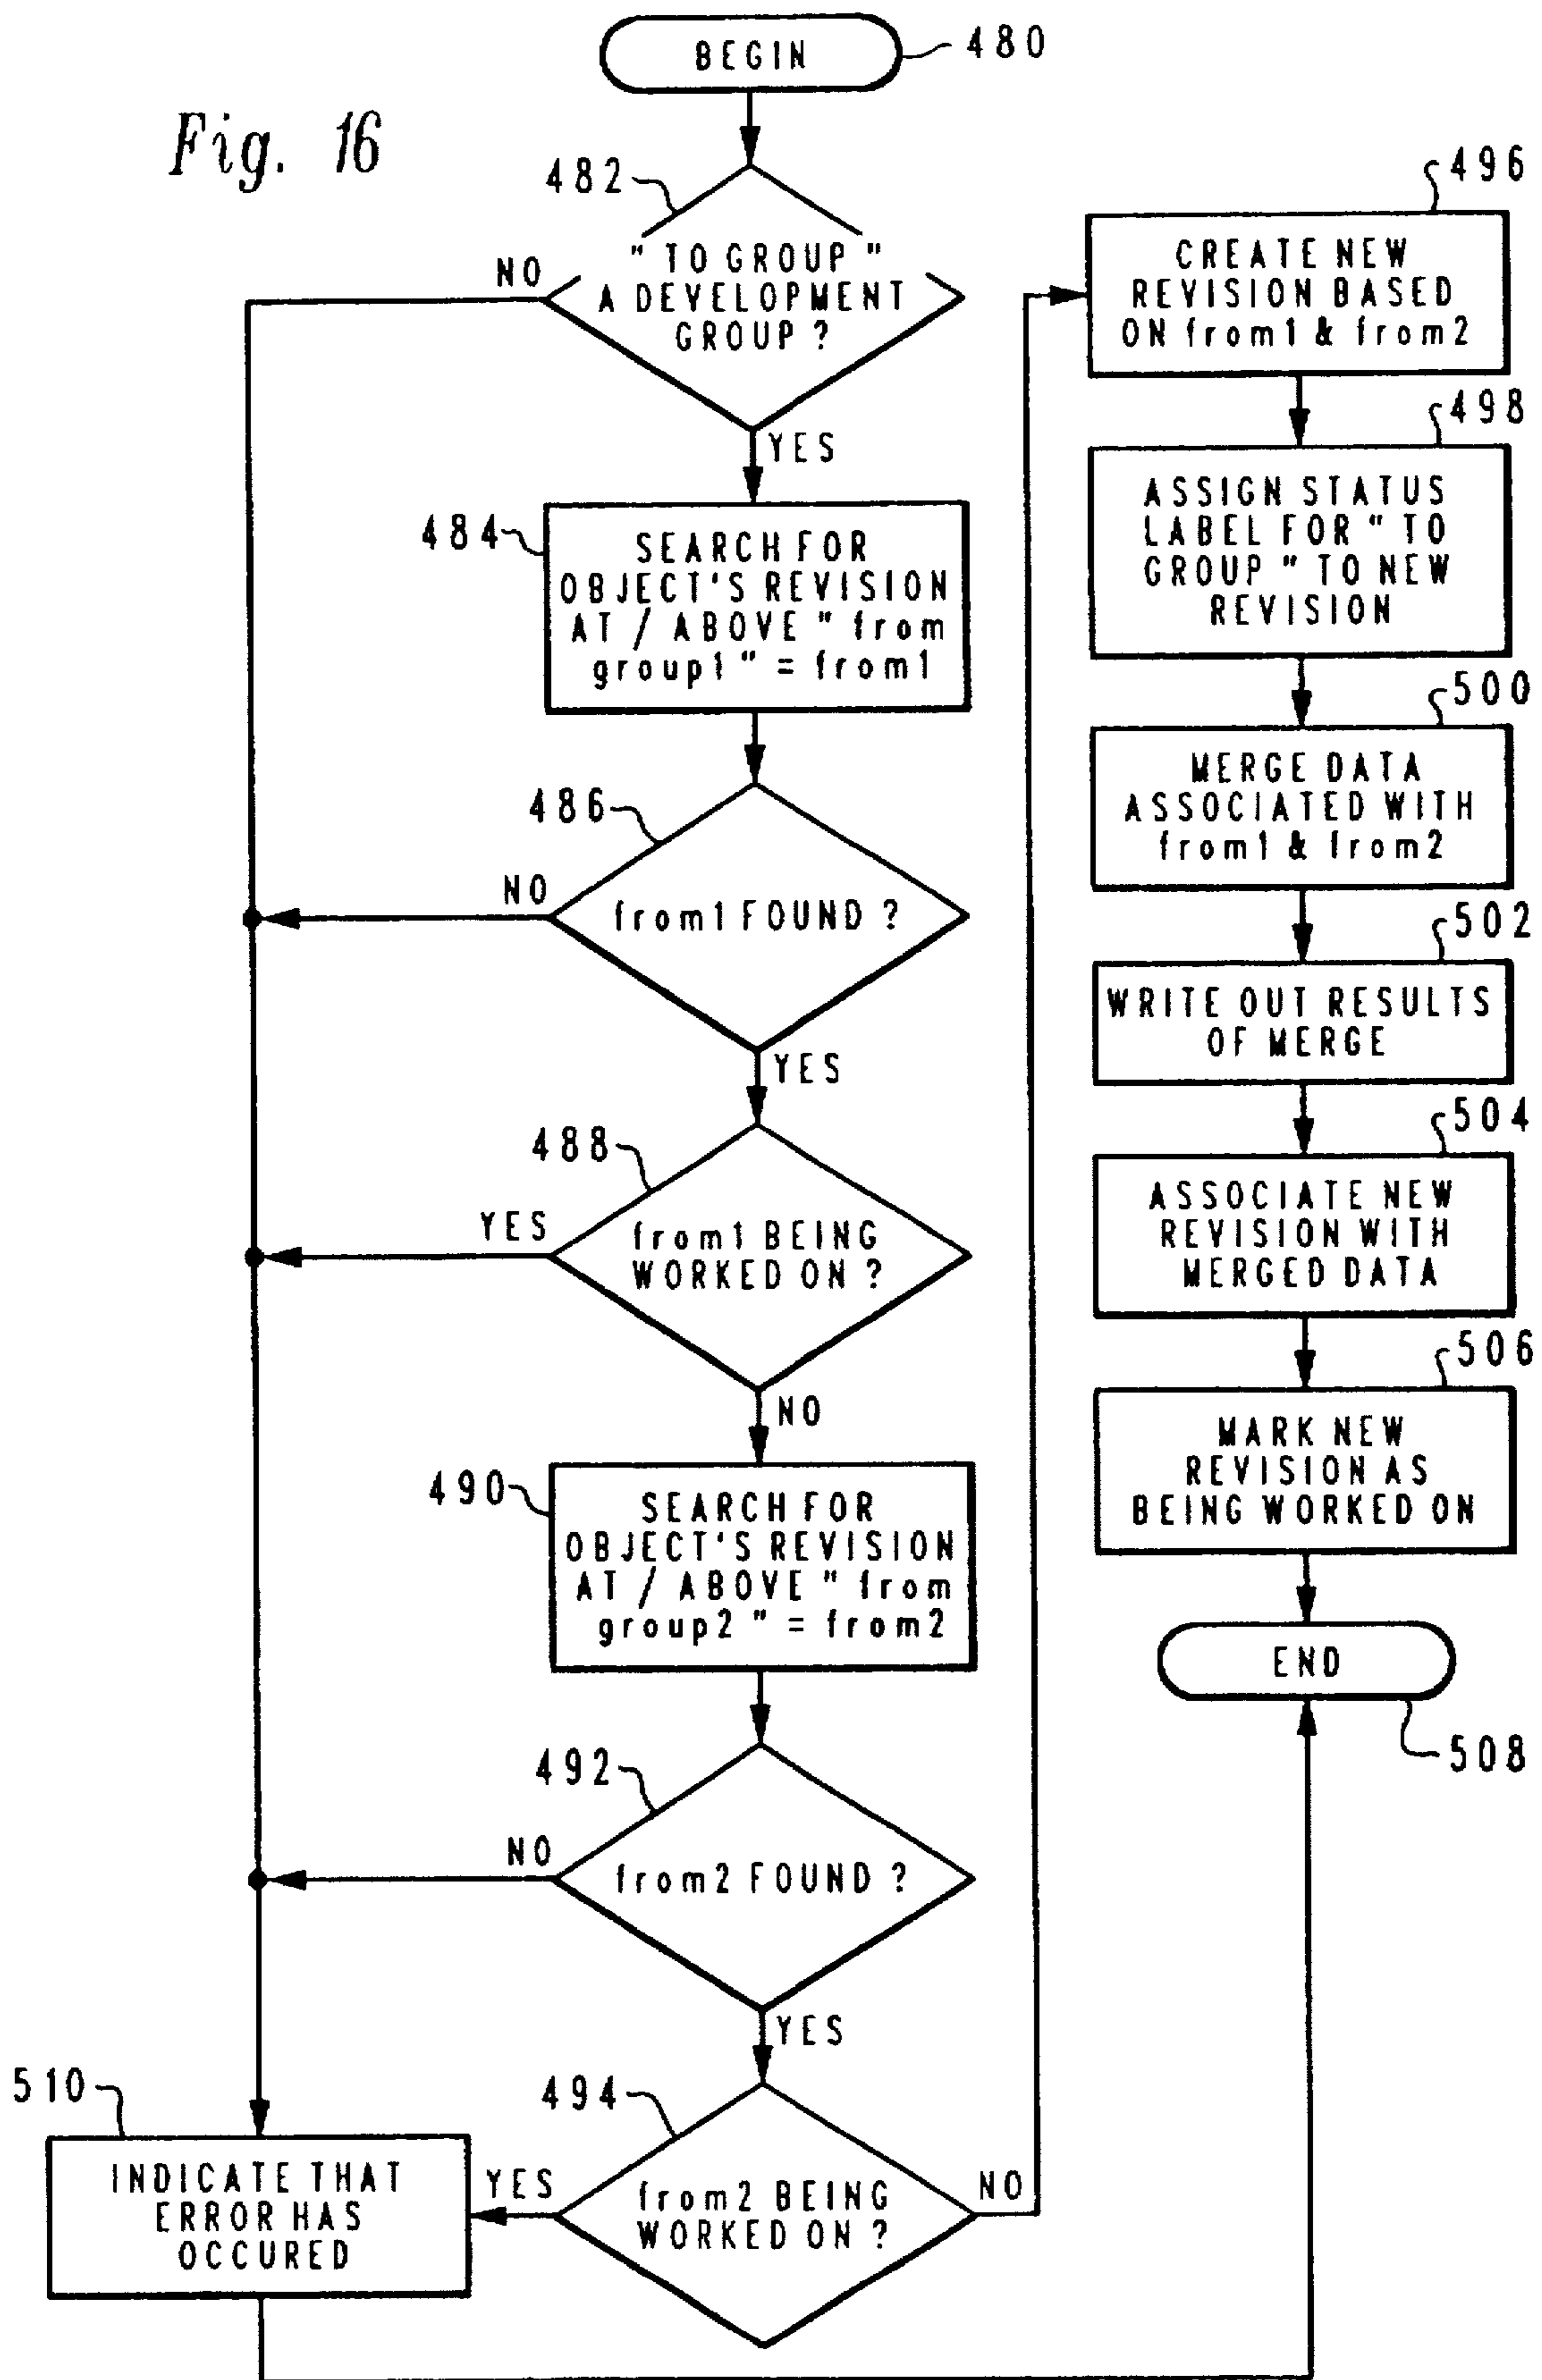 Fig. 16
BEGIN
480
482
" TO GROUP "
A DEVELOPMENT
GROUP ?
NO
YES
484
SEARCH FOR
OBJECT'S REVISION
AT / ABOVE " from
group1 " = from1
486
from1 FOUND ?
NO
YES
488
from1 BEING
WORKED ON ?
YES
NO
490
SEARCH FOR
OBJECT'S REVISION
AT / ABOVE " from
group2 " = from2
492
from2 FOUND ?
NO
YES
494
from2 BEING
WORKED ON ?
YES
NO
510
INDICATE THAT
ERROR HAS
OCCURED
496
CREATE NEW
REVISION BASED
ON from1 & from2
498
ASSIGN STATUS
LABEL FOR " TO
GROUP " TO NEW
REVISION
500
MERGE DATA
ASSOCIATED WITH
from1 & from2
502
WRITE OUT RESULTS
OF MERGE
504
ASSOCIATE NEW
REVISION WITH
MERGED DATA
506
MARK NEW
REVISION AS
BEING WORKED ON
END
508